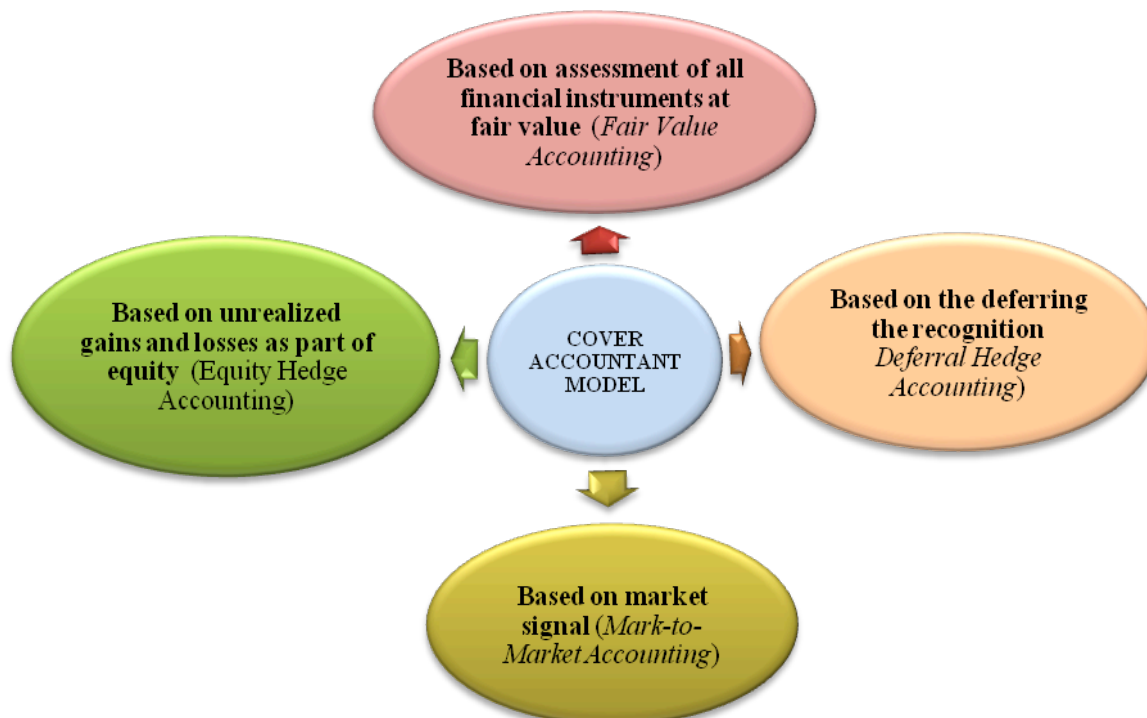 Based on assessment of all
financial instruments at
fair value (Fair Value
Accounting)
Based on unrealized
gains and losses as part of
equity (Equity Hedge
Accounting)
COVER
ACCOUNTANT
MODEL
Based on the deferring
the recognition
Deferral Hedge
Accounting)
Based on market
signal (Mark-to-
Market Accounting)